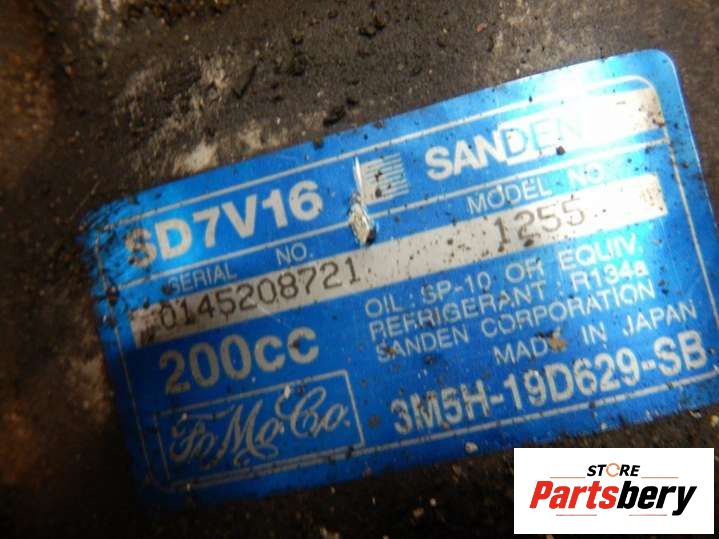 SD7V16 SANDEN
SERIAL NO. MODEL NO.
0145208721 1255
200cc OIL : SP-10 OR EQUIV.
REFRIGERANT : R134a
SANDEN CORPORATION
MADE IN JAPAN
FoMoCo. 3M5H-19D629-SB
STORE
Partsbery